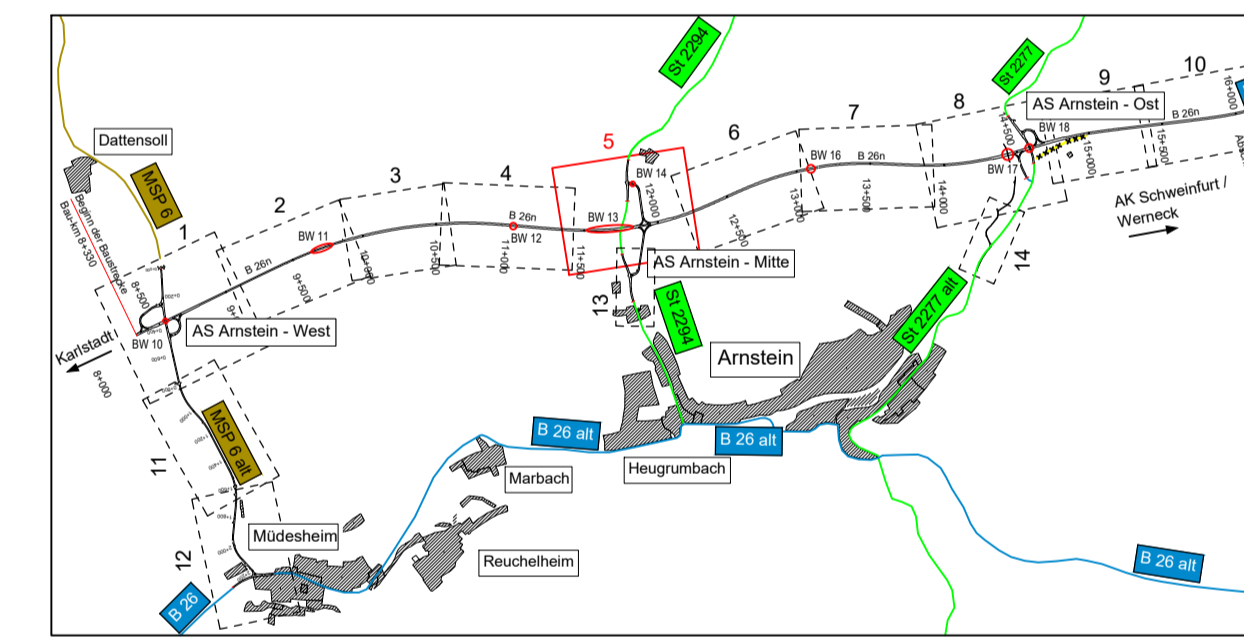 St 2294
St 2277
10
9
8
7
6
5
4
3
2
1
AS Arnstein - Ost
16+000
B 26n
BW 18
14+500
15+000
15+500
BW 17
BW 16
B 26n
13+000
13+500
14+000
AK Schweinfurt /
Werneck
Dattensoll
MSP 6
Beginn der Baustrecke
Bau-km 8+330
BW 14
12+000
BW 13
12+500
B 26n
BW 12
11+000
11+500
10+500
BW 11
B 26n
9+500
8+500
AS Arnstein - Mitte
AS Arnstein - West
BW 10
Karlstadt
8+000
13
14
St 2294
St 2277 alt
Arnstein
MSP 6 alt
11
B 26 alt
B 26 alt
Heugrumbach
Marbach
Müdesheim
Reuchelheim
12
B 26
B 26 alt